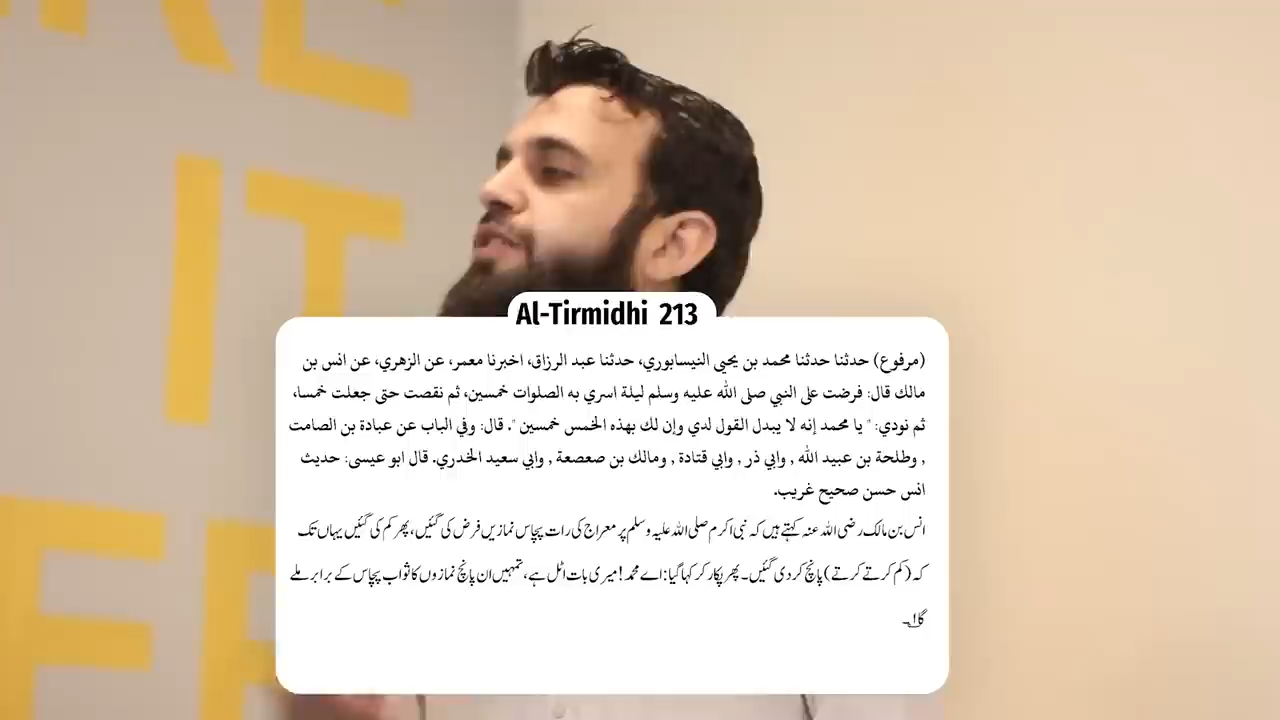 RE
IT
Al-Tirmidhi 213
(مرفوع) حدثنا حدثنا محمد بن يحيى النيسابوري، حدثنا عبد الرزاق، اخبرنا معمر، عن الزهري، عن انس بن
مالك قال: فرضت على النبي صلى الله عليه وسلم ليلة اسري به الصلوات خمسين، ثم نقصت حتى جعلت خمسا،
ثم نودي: " يا محمد إنه لا يبدل القول لدي وإن لك بهذه الخمس خمسين ". قال: وفي الباب عن عبادة بن الصامت
, وطلحة بن عبيد الله , وابي ذر , وابي قتادة , ومالك بن صعصعة , وابي سعيد الخدري. قال ابو عيسى: حديث
انس حسن صحيح غريب.
انس بن مالک رضی الله عنہ کہتے ہیں کہ نبی اکرم صلی اللہ علیہ وسلم پر معراج کی رات پچاس نمازیں فرض کی گئیں، پھر کم کی گئیں یہاں تک
کہ (کم کرتے کرتے) پانچ کر دی گئیں۔ پھر پکار کر کہا گیا: اے محمد! میری بات اٹل ہے، تمہیں ان پانچ نمازوں کا ثواب پچاس کے برابر ملے
گا۔